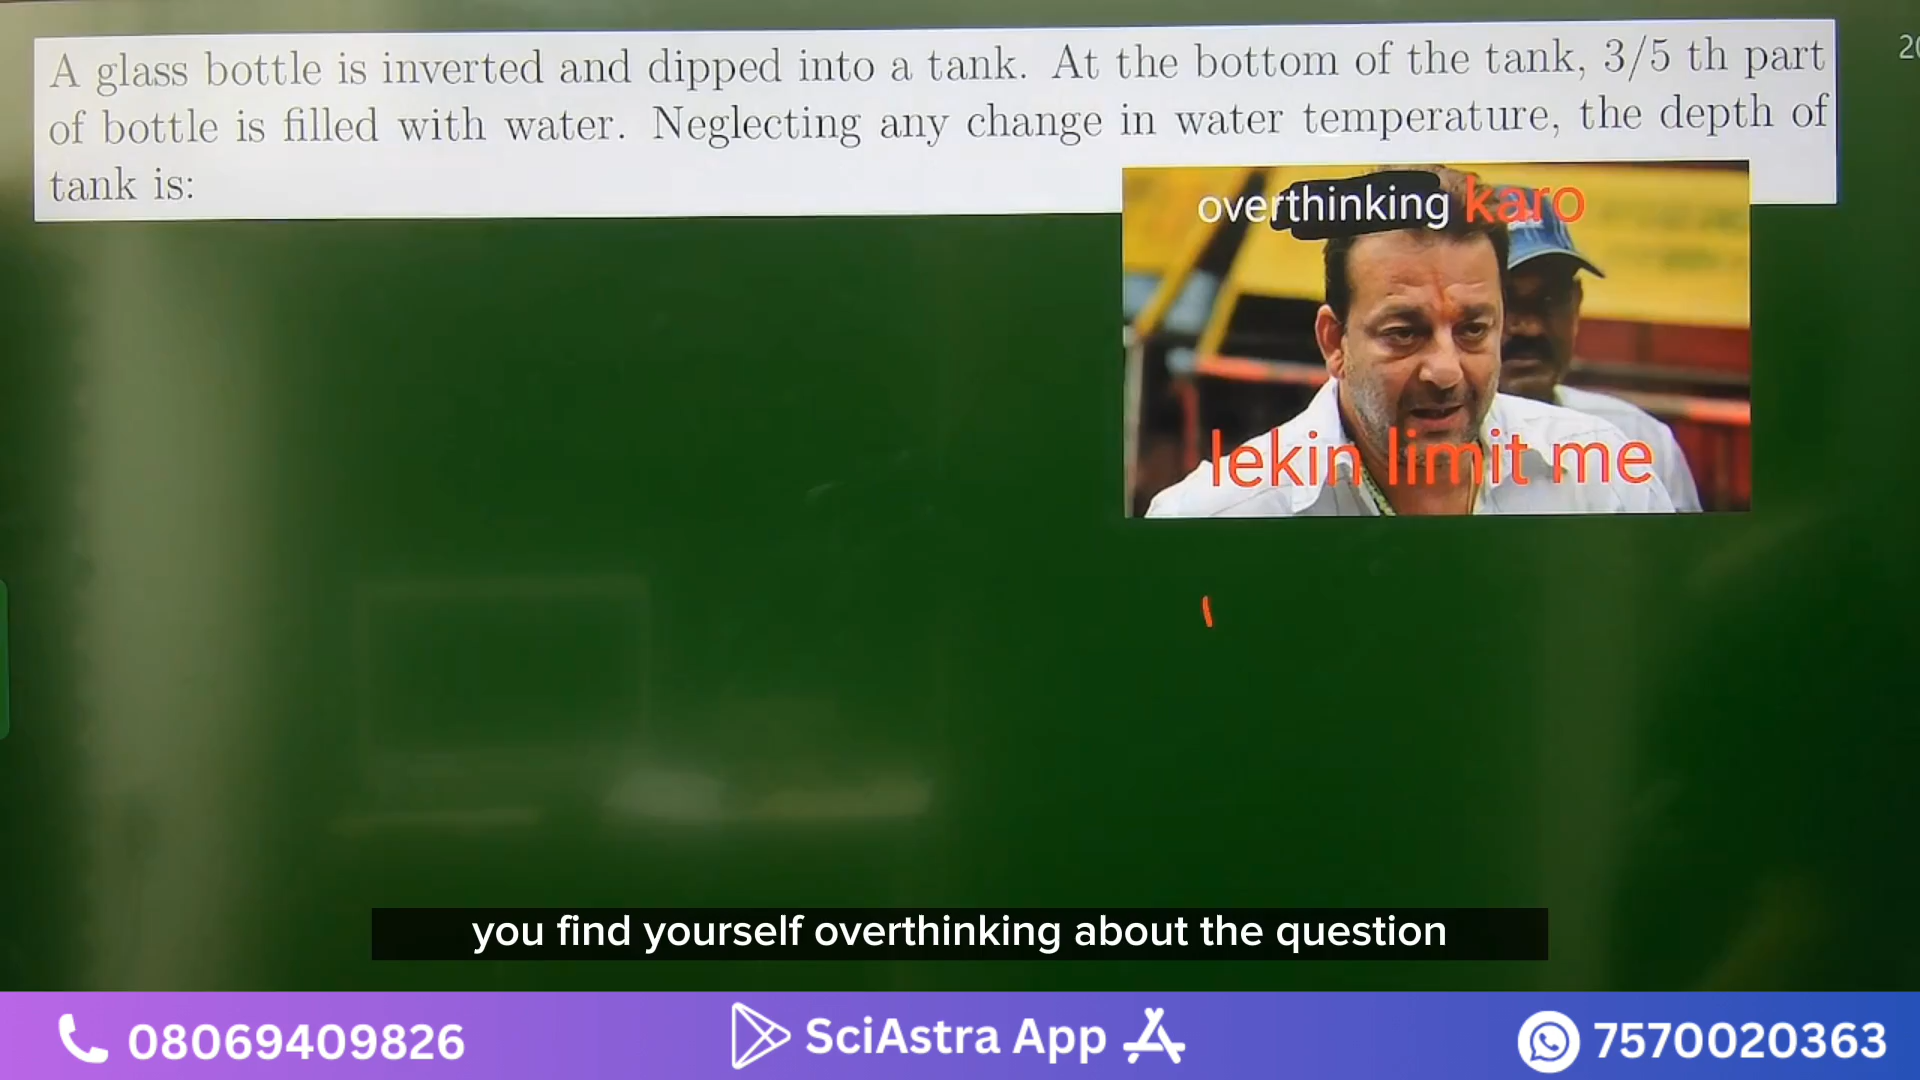 A glass bottle is inverted and dipped into a tank. At the bottom of the tank, 3/5 th part
of bottle is filled with water. Neglecting any change in water temperature, the depth of
tank is:
20
overthinking karo
lekin limit me
you find yourself overthinking about the question
08069409826
SciAstra App
7570020363